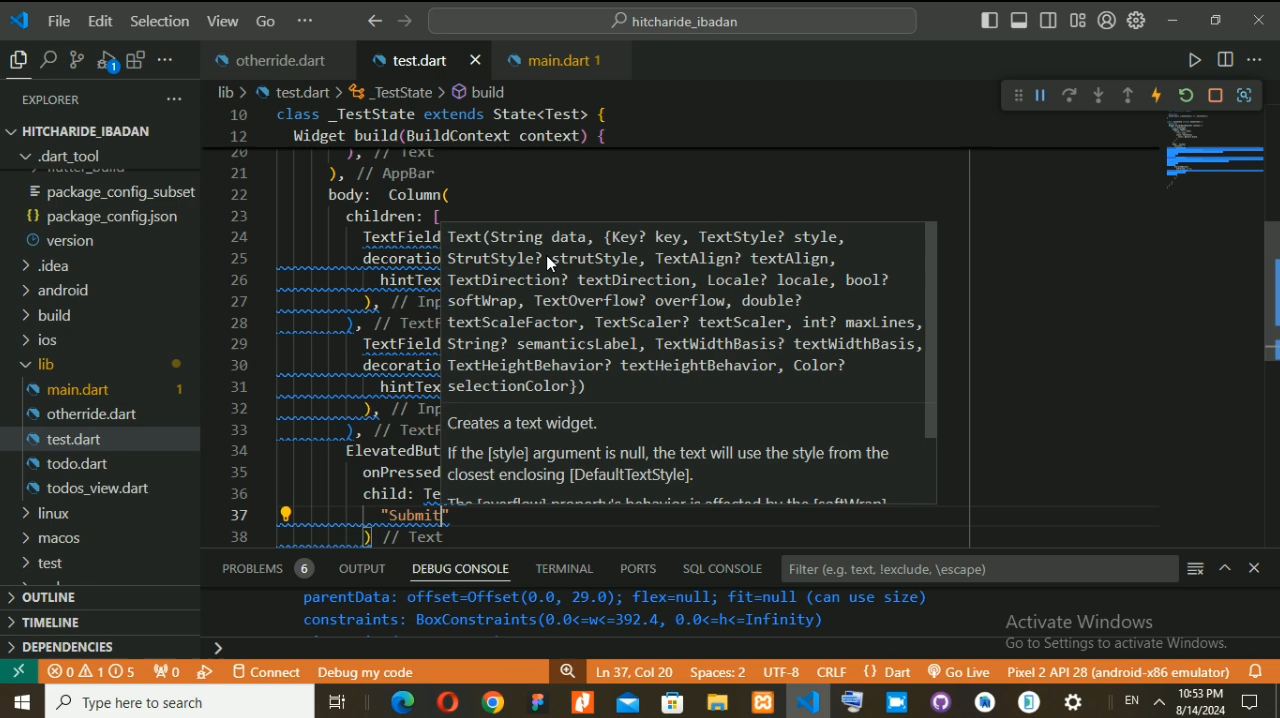 File Edit Selection View Go ··· hitcharide_ibadan
EXPLORER ···
HITCHARIDE_IBADAN
.dart_tool
package_config_subset
{} package_config.json
version
.idea
android
build
ios
lib
main.dart 1
otherride.dart
test.dart
todo.dart
todos_view.dart
linux
macos
test
OUTLINE
TIMELINE
DEPENDENCIES
otherride.dart test.dart main.dart 1
lib > test.dart > _TestState > build
10 class _TestState extends State<Test> {
12 Widget build(BuildContext context) {
20 ), // Text
21 ), // AppBar
22 body: Column(
23 children: [
24 TextField
25 decoratio
26 hintTex
27 ), // Inp
28 ), // TextF
29 TextField
30 decoratio
31 hintTex
32 ), // Inp
33 ), // TextF
34 ElevatedBut
35 onPressed
36 child: Te
37 "Submit"
38 ) // Text
Text(String data, {Key? key, TextStyle? style,
StrutStyle? strutStyle, TextAlign? textAlign,
TextDirection? textDirection, Locale? locale, bool?
softWrap, TextOverflow? overflow, double?
textScaleFactor, TextScaler? textScaler, int? maxLines,
String? semanticsLabel, TextWidthBasis? textWidthBasis,
TextHeightBehavior? textHeightBehavior, Color?
selectionColor})
Creates a text widget.
If the [style] argument is null, the text will use the style from the
closest enclosing [DefaultTextStyle].
The [overflow] property's behavior is affected by the [softWrap]
PROBLEMS 6 OUTPUT DEBUG CONSOLE TERMINAL PORTS SQL CONSOLE Filter (e.g. text, !exclude, \escape)
parentData: offset=Offset(0.0, 29.0); flex=null; fit=null (can use size)
constraints: BoxConstraints(0.0<=w<=392.4, 0.0<=h<=Infinity)
Activate Windows
Go to Settings to activate Windows.
0 1 5 0 Connect Debug my code Ln 37, Col 20 Spaces: 2 UTF-8 CRLF {} Dart Go Live Pixel 2 API 28 (android-x86 emulator)
Type here to search EN 10:53 PM
8/14/2024